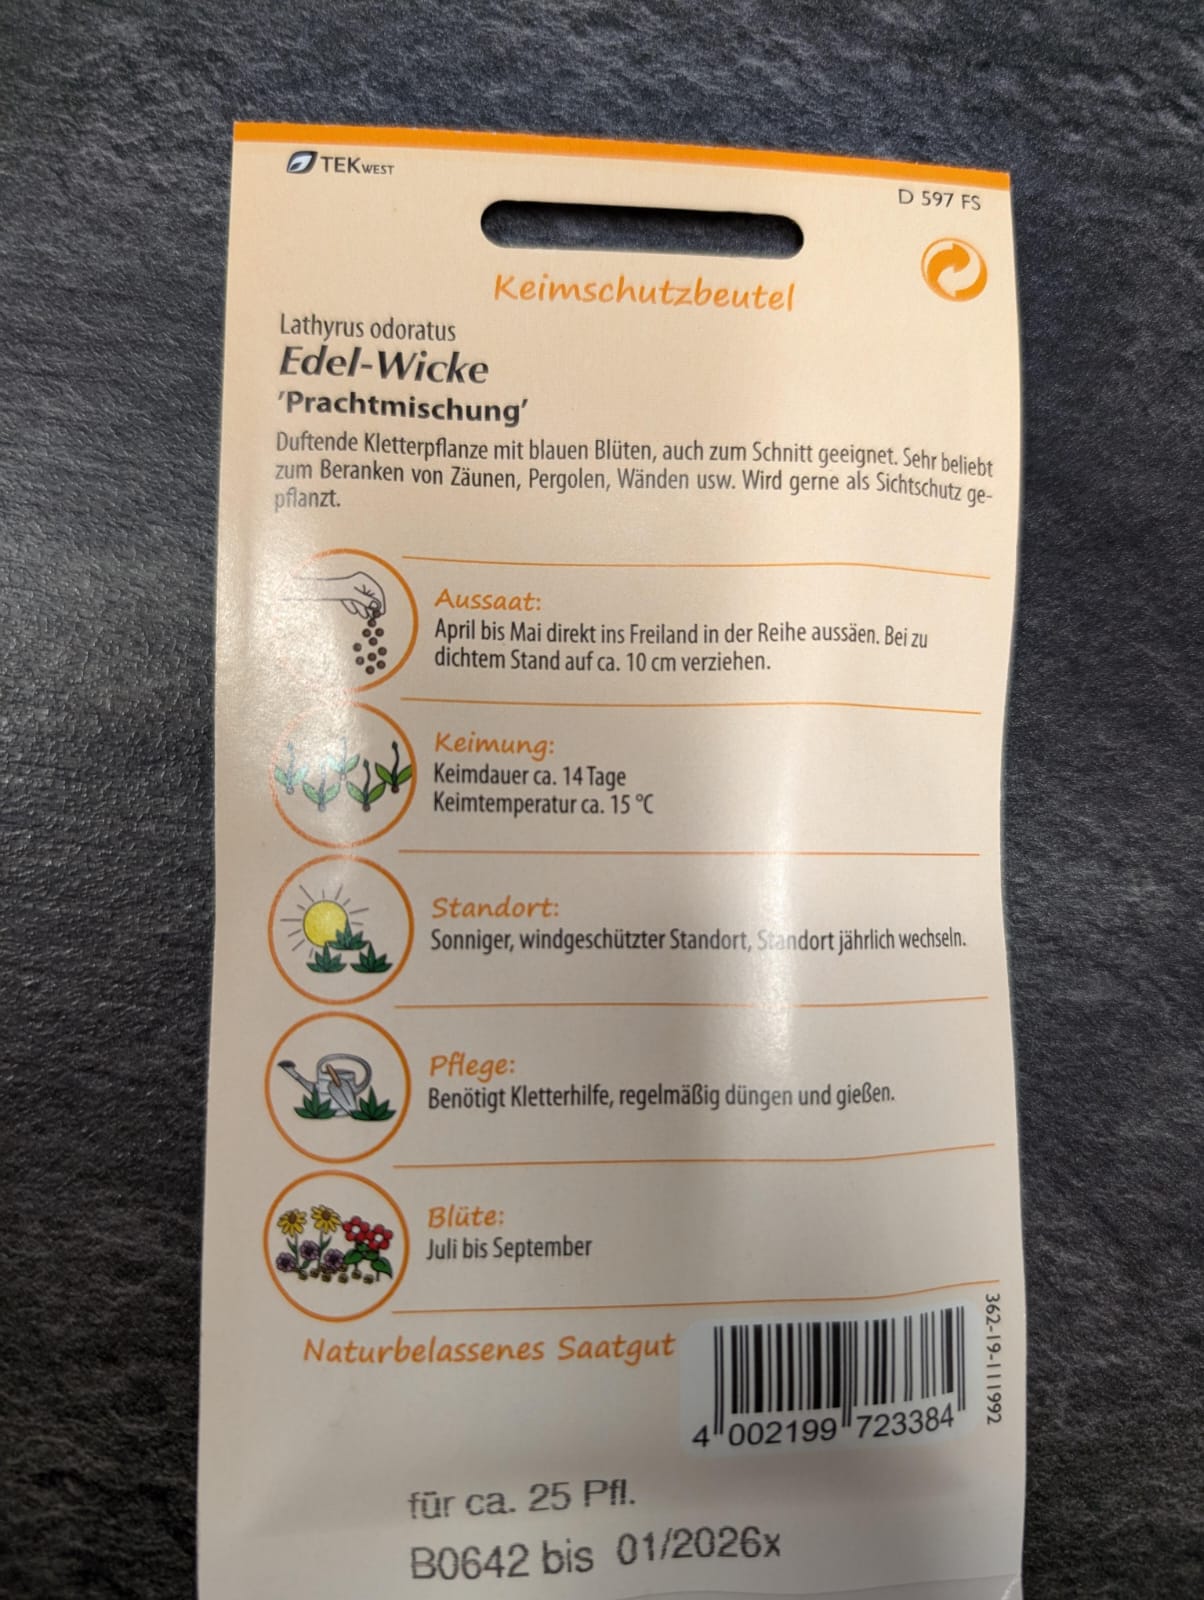 TEKWEST
D 597 FS
Keimschutzbeutel
Lathyrus odoratus
Edel-Wicke
'Prachtmischung'
Duftende Kletterpflanze mit blauen Blüten, auch zum Schnitt geeignet. Sehr beliebt
zum Beranken von Zäunen, Pergolen, Wänden usw. Wird gerne als Sichtschutz ge-
pflanzt.
Aussaat:
April bis Mai direkt ins Freiland in der Reihe aussäen. Bei zu
dichtem Stand auf ca. 10 cm verziehen.
Keimung:
Keimdauer ca. 14 Tage
Keimtemperatur ca. 15 °C
Standort:
Sonniger, windgeschützter Standort, Standort jährlich wechseln.
Pflege:
Benötigt Kletterhilfe, regelmäßig düngen und gießen.
Blüte:
Juli bis September
Naturbelassenes Saatgut
362-19-111992
4 002199 723384
für ca. 25 Pfl.
B0642 bis 01/2026x